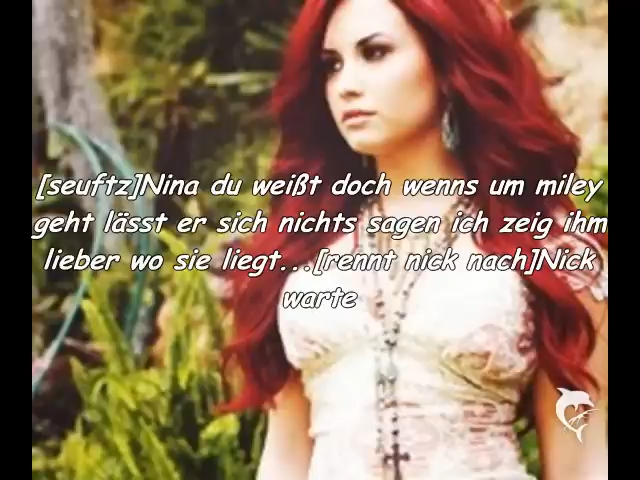 [seuftz]Nina du weißt doch wenns um miley
geht lässt er sich nichts sagen ich zeig ihm
lieber wo sie liegt...[rennt nick nach]Nick
warte